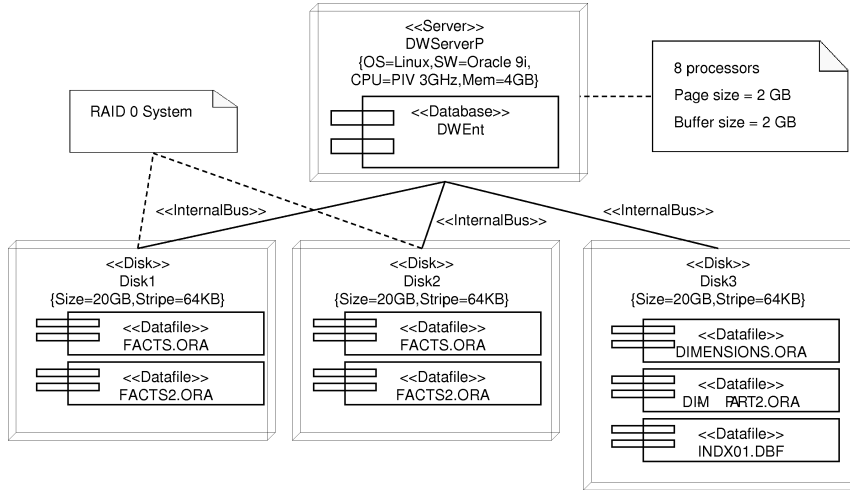 <<Server>>
DWServerP
{OS=Linux,SW=Oracle 9i,
CPU=PIV 3GHz,Mem=4GB}
<<Database>>
DWEnt
8 processors
Page size = 2 GB
Buffer size = 2 GB
RAID 0 System
<<InternalBus>>
<<InternalBus>>
<<InternalBus>>
<<Disk>>
Disk1
{Size=20GB,Stripe=64KB}
<<Datafile>>
FACTS.ORA
<<Datafile>>
FACTS2.ORA
<<Disk>>
Disk2
{Size=20GB,Stripe=64KB}
<<Datafile>>
FACTS.ORA
<<Datafile>>
FACTS2.ORA
<<Disk>>
Disk3
{Size=20GB,Stripe=64KB}
<<Datafile>>
DIMENSIONS.ORA
<<Datafile>>
DIM PART2.ORA
<<Datafile>>
INDX01.DBF